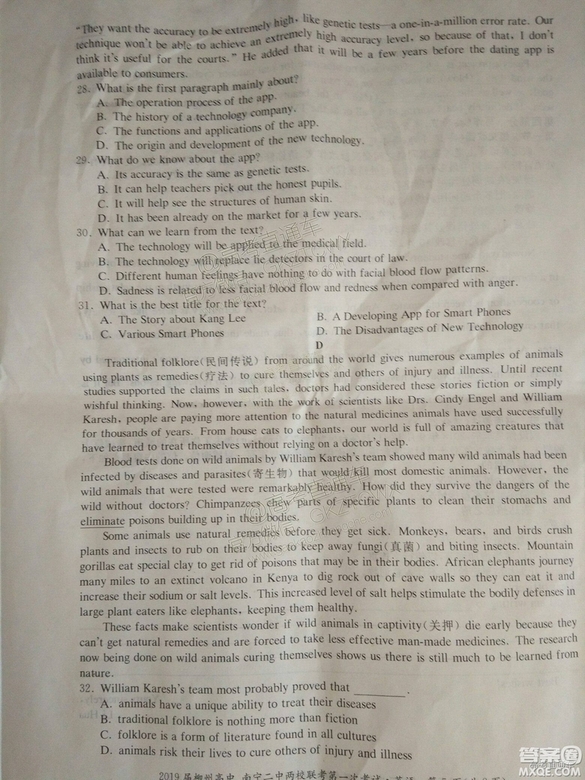 "They want the accuracy to be extremely high, like genetic tests—a one-in-a-million error rate. Our
technique won't be able to achieve an extremely high accuracy level, so because of that, I don't
think it's useful for the courts." He added that it will be a few years before the dating app is
available to consumers.
28. What is the first paragraph mainly about?
A. The operation process of the app.
B. The history of a technology company.
C. The functions and applications of the app.
D. The origin and development of the new technology.
29. What do we know about the app?
A. Its accuracy is the same as genetic tests.
B. It can help teachers pick out the honest pupils.
C. It will help see the structures of human skin.
D. It has been already on the market for a few years.
30. What can we learn from the text?
A. The technology will be applied to the medical field.
B. The technology will replace lie detectors in the court of law.
C. Different human feelings have nothing to do with facial blood flow patterns.
D. Sadness is related to less facial blood flow and redness when compared with anger.
31. What is the best title for the text?
A. The Story about Kang Lee B. A Developing App for Smart Phones
C. Various Smart Phones D. The Disadvantages of New Technology
D
Traditional folklore(民间传说) from around the world gives numerous examples of animals
using plants as remedies(疗法) to cure themselves and others of injury and illness. Until recent
studies supported the claims in such tales, doctors had considered these stories fiction or simply
wishful thinking. Now, however, with the work of scientists like Drs. Cindy Engel and William
Karesh, people are paying more attention to the natural medicines animals have used successfully
for thousands of years. From house cats to elephants, our world is full of amazing creatures that
have learned to treat themselves without relying on a doctor's help.
Blood tests done on wild animals by William Karesh's team showed many wild animals had been
infected by diseases and parasites(寄生物) that would kill most domestic animals. However, the
wild animals that were tested were remarkably healthy. How did they survive the dangers of the
wild without doctors? Chimpanzees chew parts of specific plants to clean their stomachs and
eliminate poisons building up in their bodies.
Some animals use natural remedies before they get sick. Monkeys, bears, and birds crush
plants and insects to rub on their bodies to keep away fungi(真菌) and biting insects. Mountain
gorillas eat special clay to get rid of poisons that may be in their bodies. African elephants journey
many miles to an extinct volcano in Kenya to dig rock out of cave walls so they can eat it and
increase their sodium or salt levels. This increased level of salt helps stimulate the bodily defenses in
large plant eaters like elephants, keeping them healthy.
These facts make scientists wonder if wild animals in captivity(关押) die early because they
can't get natural remedies and are forced to take less effective man-made medicines. The research
now being done on wild animals curing themselves shows us there is still much to be learned from
nature.
32. William Karesh's team most probably proved that ________.
A. animals have a unique ability to treat their diseases
B. traditional folklore is nothing more than fiction
C. folklore is a form of literature found in all cultures
D. animals risk their lives to cure others of injury and illness
2019届柳州高中 南宁二中两校联考第一次考试
答案圈
MXQE.COM